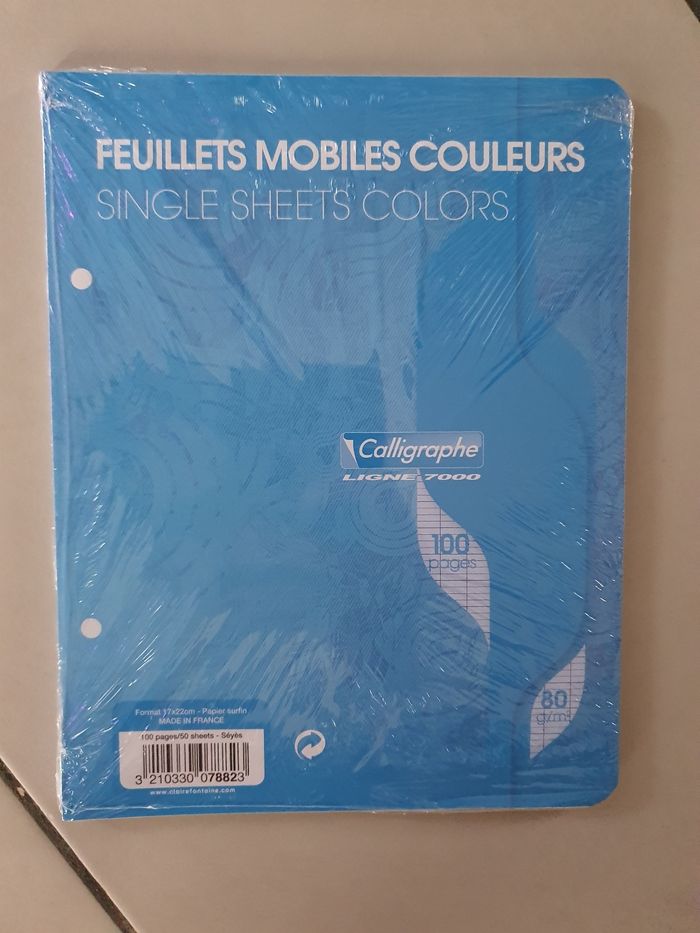 FEUILLETS MOBILES COULEURS
SINGLE SHEETS COLORS
Calligraphe
LIGNE 7000
100
pages
80
g/m²
Format 17x22cm - Papier surfin
MADE IN FRANCE
100 pages/50 sheets - Séyès
3 210330 078823
www.clairefontaine.com